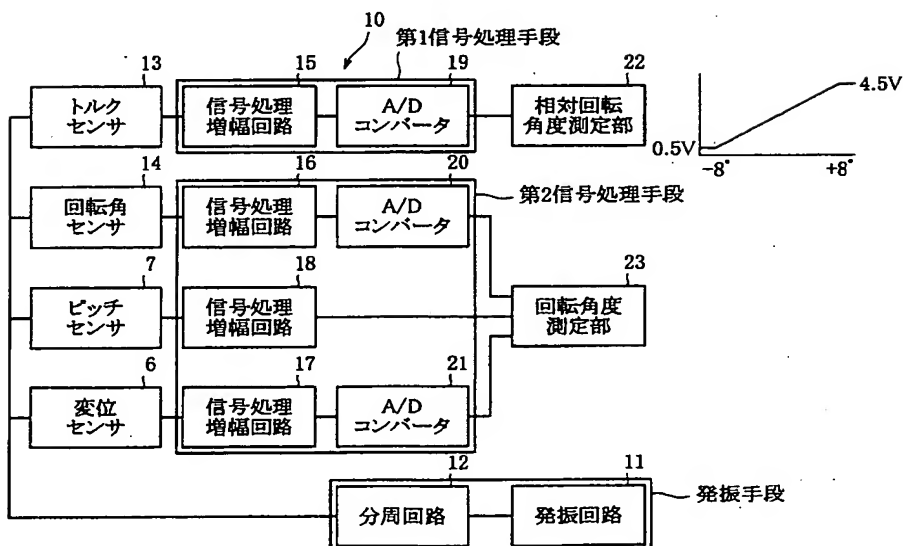 10
第1信号処理手段
13
15
19
22
トルク
センサ
信号処理
増幅回路
A/D
コンバータ
相対回転
角度測定部
4.5V
0.5V
-8°
+8°
14
16
20
第2信号処理手段
回転角
センサ
信号処理
増幅回路
A/D
コンバータ
7
18
23
ピッチ
センサ
信号処理
増幅回路
回転角度
測定部
6
17
21
変位
センサ
信号処理
増幅回路
A/D
コンバータ
12
11
発振手段
分周回路
発振回路